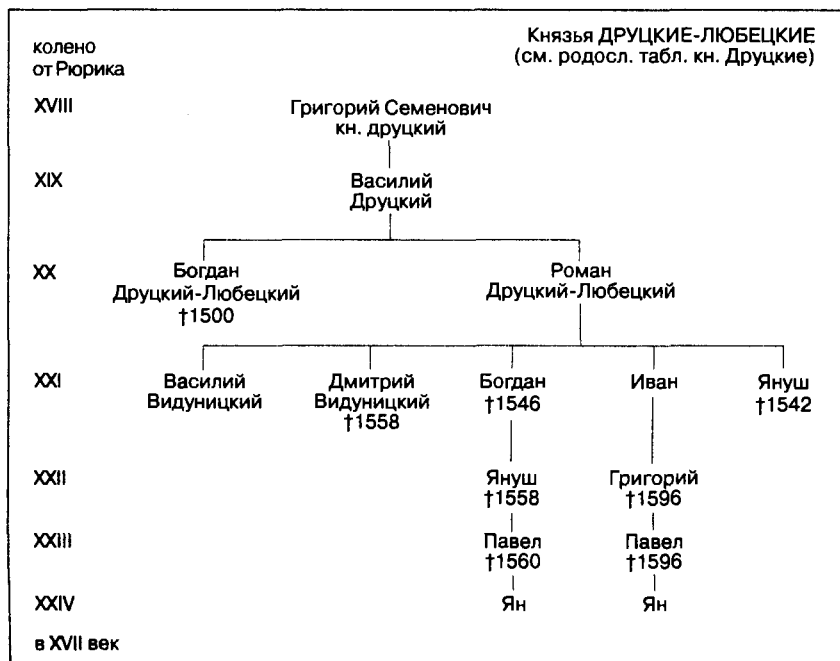 Князья ДРУЦКИЕ-ЛЮБЕЦКИЕ
(см. родосл. табл. кн. Друцкие)
колено
от Рюрика
XVIII
Григорий Семенович
кн. друцкий
XIX
Василий
Друцкий
XX
Богдан
Друцкий-Любецкий
†1500
Роман
Друцкий-Любецкий
XXI
Василий
Видуницкий
Дмитрий
Видуницкий
†1558
Богдан
†1546
Иван
Януш
†1542
XXII
Януш
†1558
Григорий
†1596
XXIII
Павел
†1560
Павел
†1596
XXIV
Ян
Ян
в XVII век